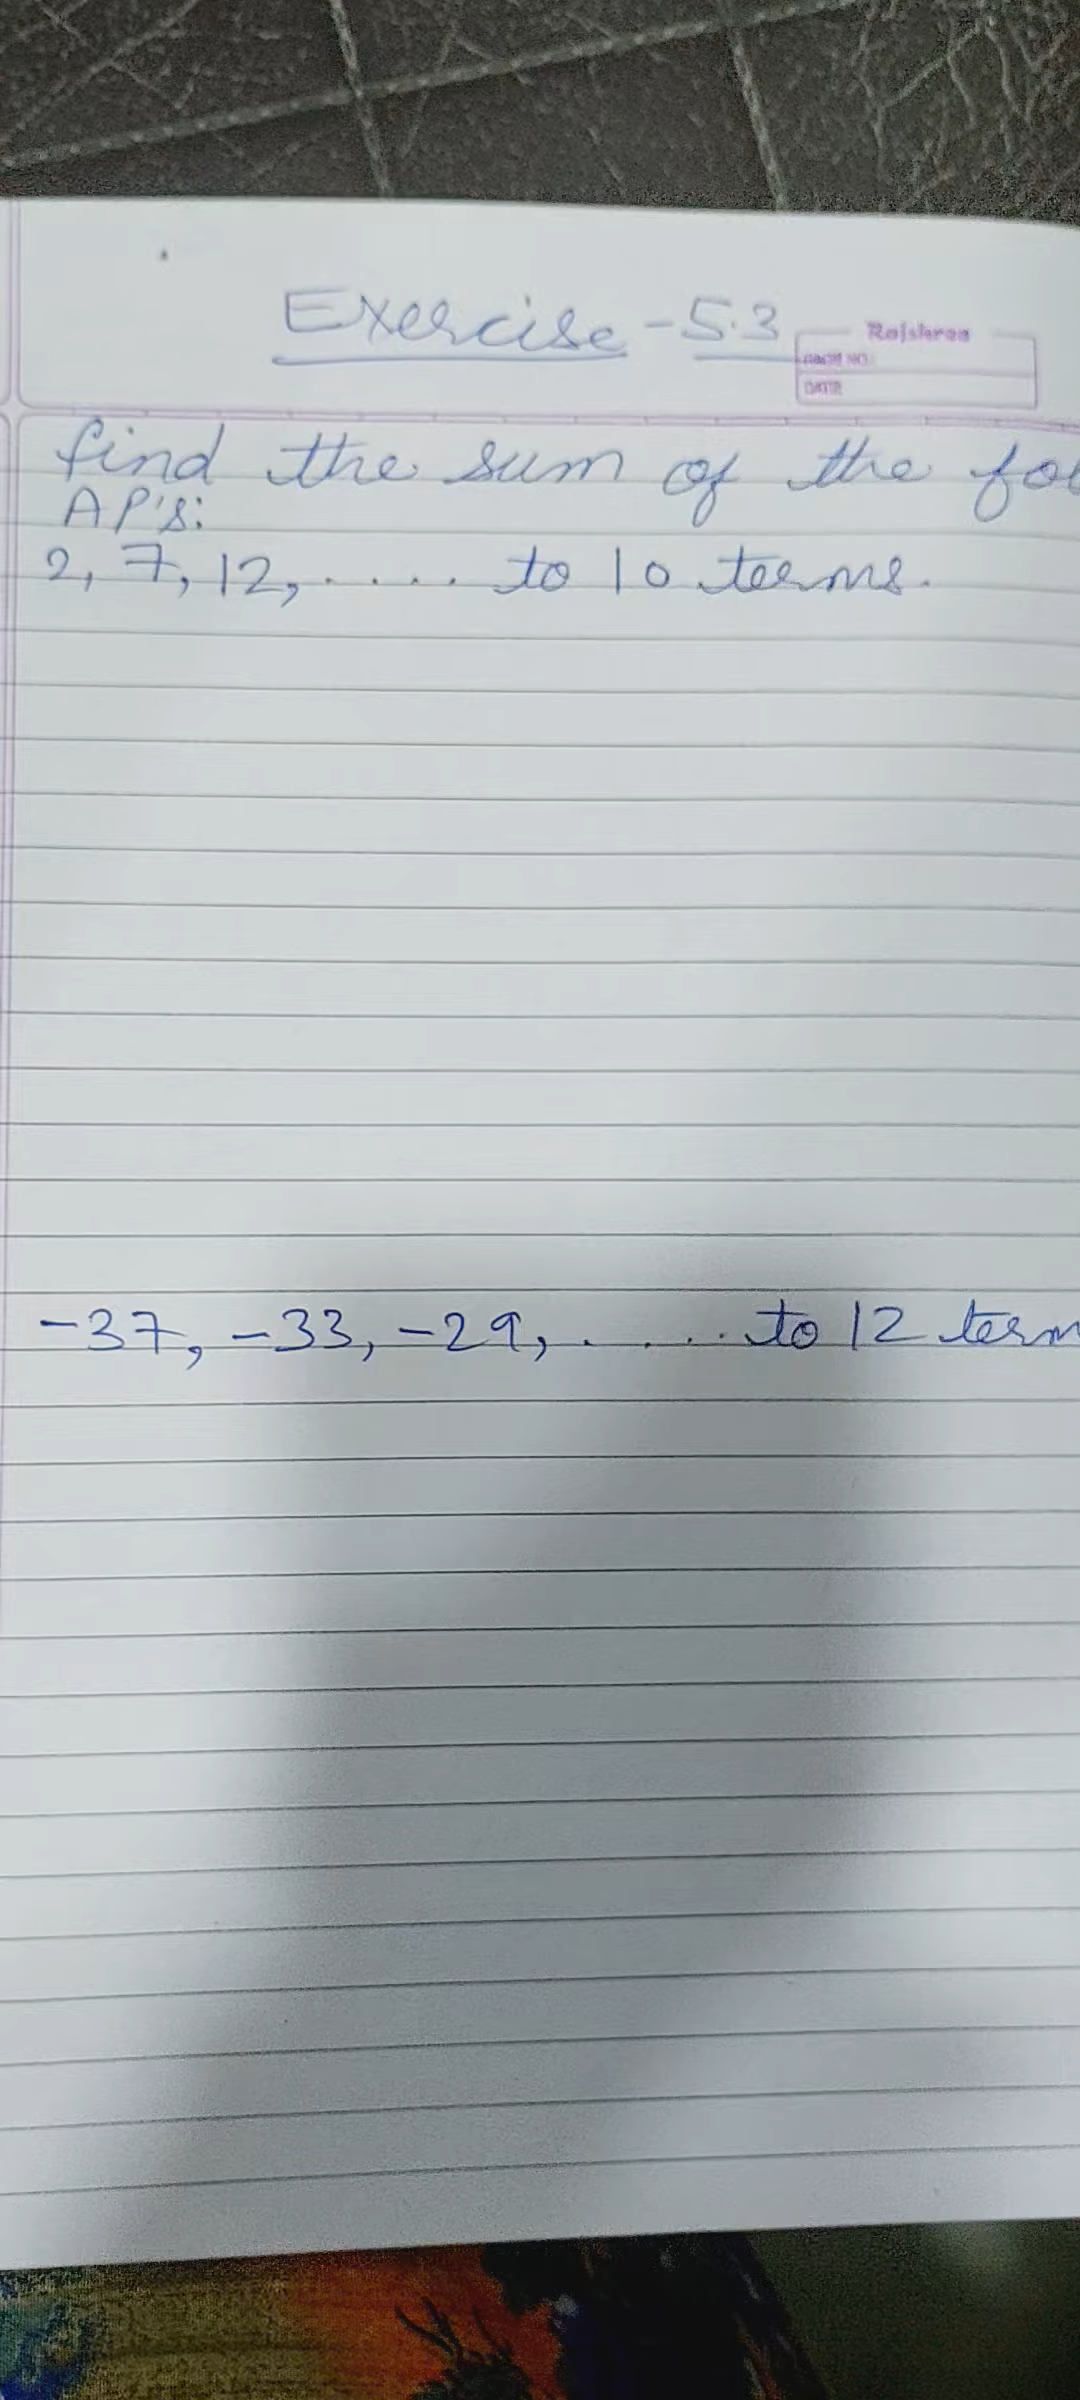 Exercise - 5.3
Rajshree
PAGE NO.
DATE
find the sum of the
AP's:
2, 7, 12, ..... to 10 terms.
-37, -33, -29, ..... to 12 term